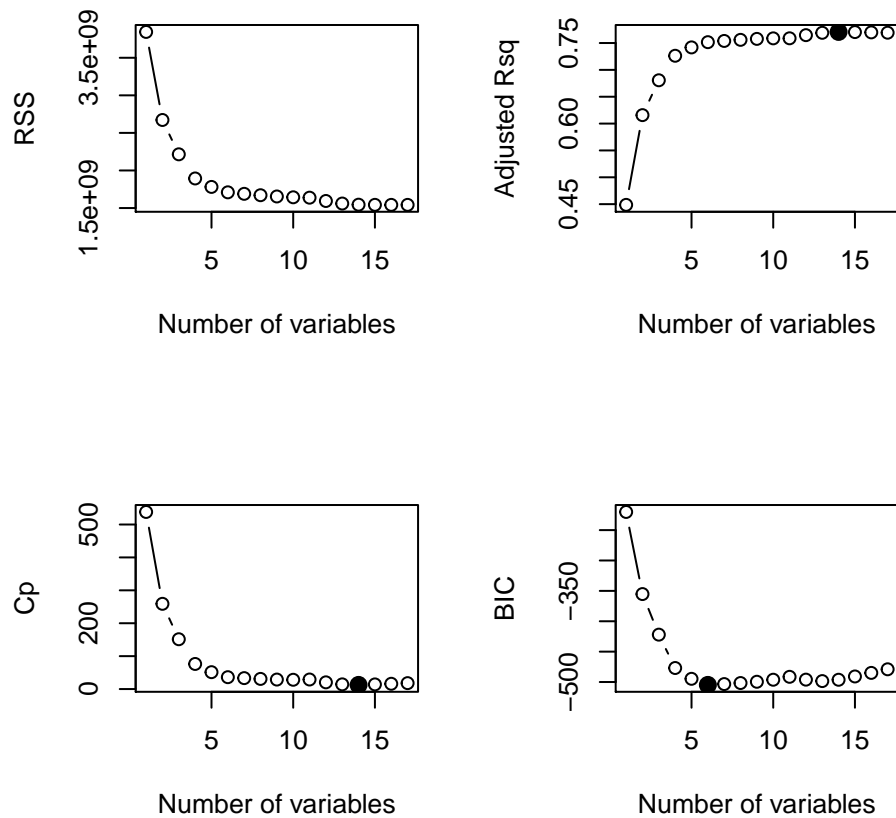 RSS
3.5e+09
1.5e+09
5 10 15
Number of variables
Adjusted Rsq
0.75
0.60
0.45
5 10 15
Number of variables
Cp
500
200
0
5 10 15
Number of variables
BIC
−350
−500
5 10 15
Number of variables